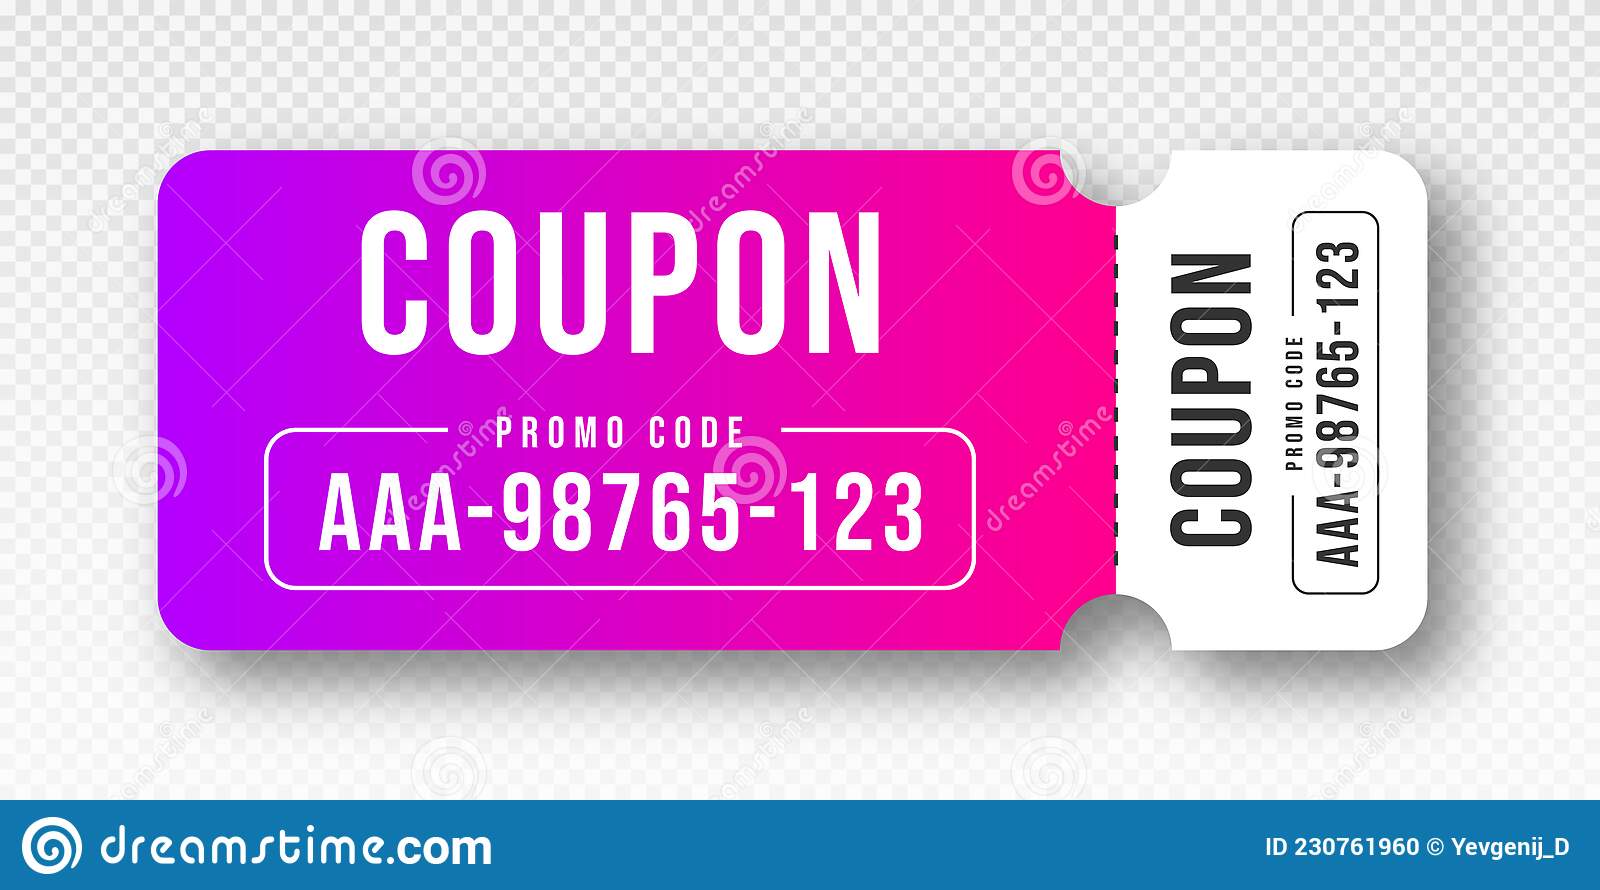 COUPON
PROMO CODE
AAA-98765-123
COUPON
PROMO CODE
AAA-98765-123
dreamstime.com
ID 230761960 © Yevgenij_D